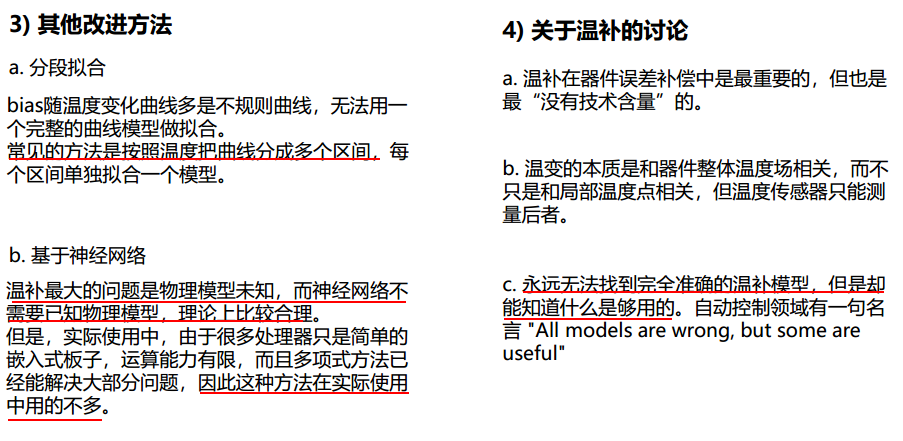 3) 其他改进方法
a. 分段拟合
bias随温度变化曲线多是不规则曲线，无法用一
个完整的曲线模型做拟合。
常见的方法是按照温度把曲线分成多个区间，每
个区间单独拟合一个模型。
b. 基于神经网络
温补最大的问题是物理模型未知，而神经网络不
需要已知物理模型，理论上比较合理。
但是，实际使用中，由于很多处理器只是简单的
嵌入式板子，运算能力有限，而且多项式方法已
经能解决大部分问题，因此这种方法在实际使用
中用的不多。
4) 关于温补的讨论
a. 温补在器件误差补偿中是最重要的，但也是
最“没有技术含量”的。
b. 温变的本质是和器件整体温度场相关，而不
只是和局部温度点相关，但温度传感器只能测
量后者。
c. 永远无法找到完全准确的温补模型，但是却
能知道什么是够用的。自动控制领域有一句名
言 "All models are wrong, but some are
useful"